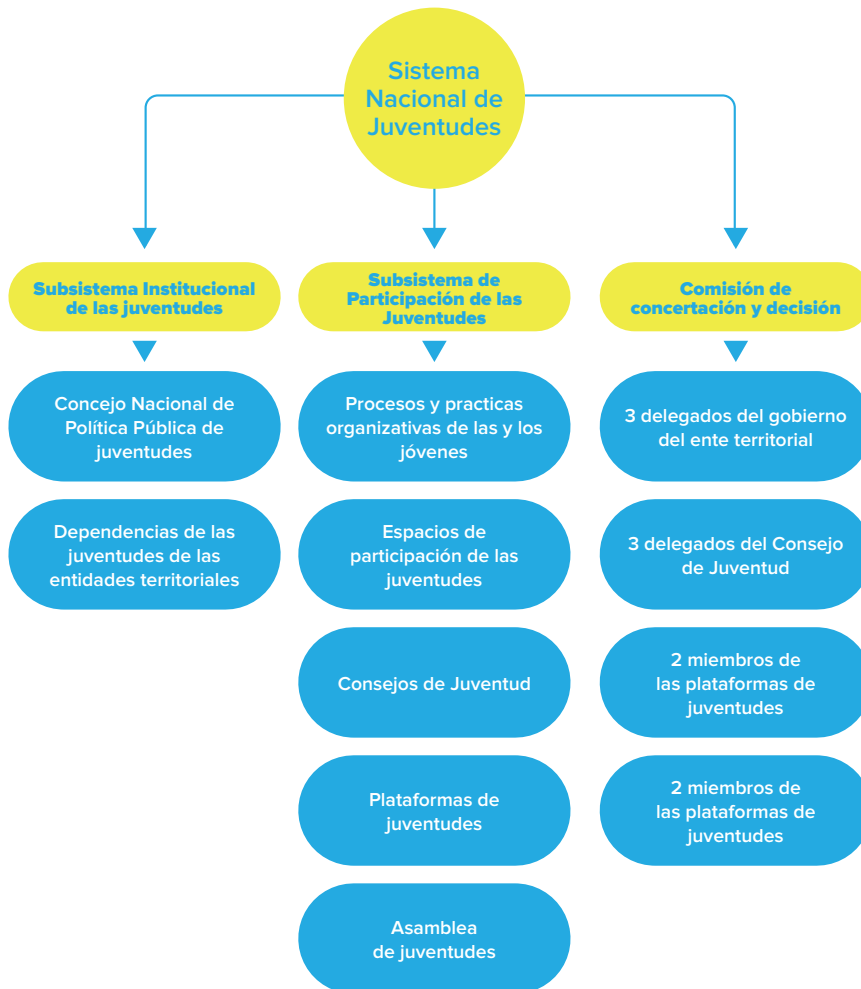 Sistema
Nacional de
Juventudes
Subsistema Institucional
de las juventudes
Concejo Nacional de
Política Pública de
juventudes
Dependencias de las
juventudes de las
entidades territoriales
Subsistema de
Participación de las
Juventudes
Procesos y practicas
organizativas de las y los
jóvenes
Espacios de
participación de las
juventudes
Consejos de Juventud
Plataformas de
juventudes
Asamblea
de juventudes
Comisión de
concertación y decisión
3 delegados del gobierno
del ente territorial
3 delegados del Consejo
de Juventud
2 miembros de
las plataformas de
juventudes
2 miembros de
las plataformas de
juventudes